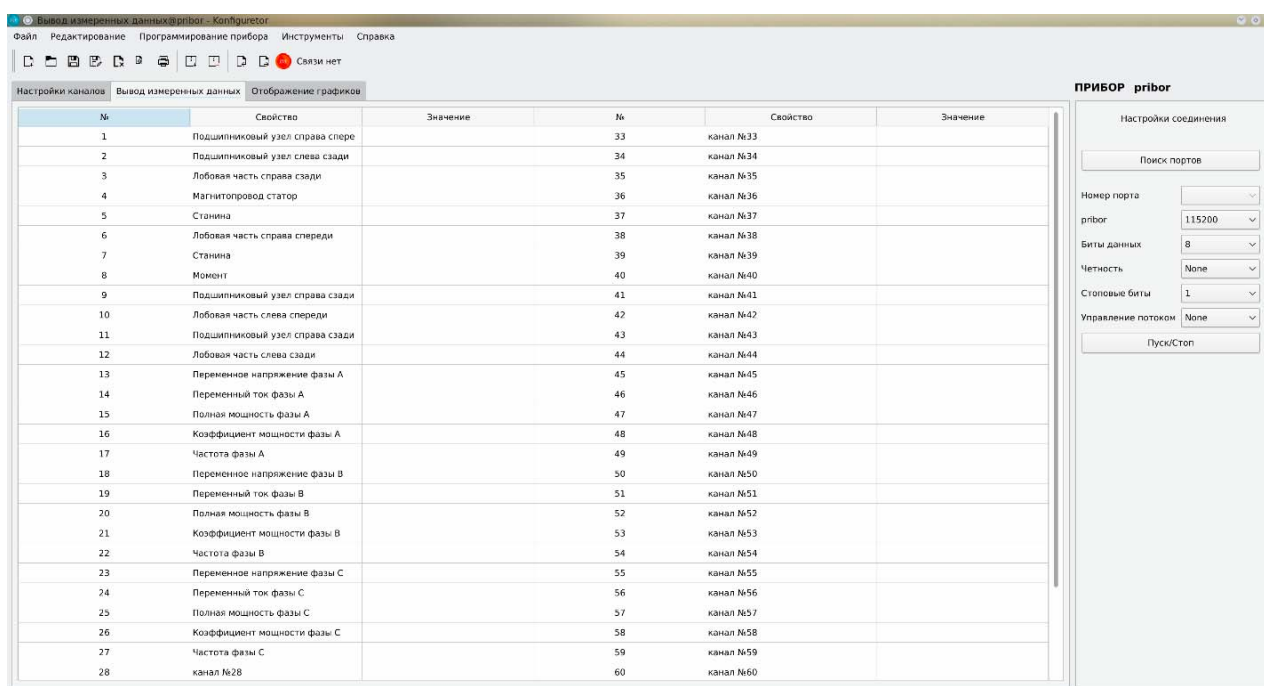 Вывод измеренных данных@pribor - Konfiguretor
Файл Редактирование Программирование прибора Инструменты Справка
Связи нет
Настройки каналов Вывод измеренных данных Отображение графиков
№ Свойство Значение № Свойство Значение
1 Подшипниковый узел справа спере 33 канал №33
2 Подшипниковый узел слева сзади 34 канал №34
3 Лобовая часть справа сзади 35 канал №35
4 Магнитопровод статор 36 канал №36
5 Станина 37 канал №37
6 Лобовая часть справа спереди 38 канал №38
7 Станина 39 канал №39
8 Момент 40 канал №40
9 Подшипниковый узел справа сзади 41 канал №41
10 Лобовая часть слева спереди 42 канал №42
11 Подшипниковый узел справа сзади 43 канал №43
12 Лобовая часть слева сзади 44 канал №44
13 Переменное напряжение фазы А 45 канал №45
14 Переменный ток фазы А 46 канал №46
15 Полная мощность фазы А 47 канал №47
16 Коэффициент мощности фазы А 48 канал №48
17 Частота фазы А 49 канал №49
18 Переменное напряжение фазы В 50 канал №50
19 Переменный ток фазы В 51 канал №51
20 Полная мощность фазы В 52 канал №52
21 Коэффициент мощности фазы В 53 канал №53
22 Частота фазы В 54 канал №54
23 Переменное напряжение фазы С 55 канал №55
24 Переменный ток фазы С 56 канал №56
25 Полная мощность фазы С 57 канал №57
26 Коэффициент мощности фазы С 58 канал №58
27 Частота фазы С 59 канал №59
28 канал №28 60 канал №60
ПРИБОР pribor
Настройки соединения
Поиск портов
Номер порта
pribor 115200
Биты данных 8
Четность None
Стоповые биты 1
Управление потоком None
Пуск/Стоп